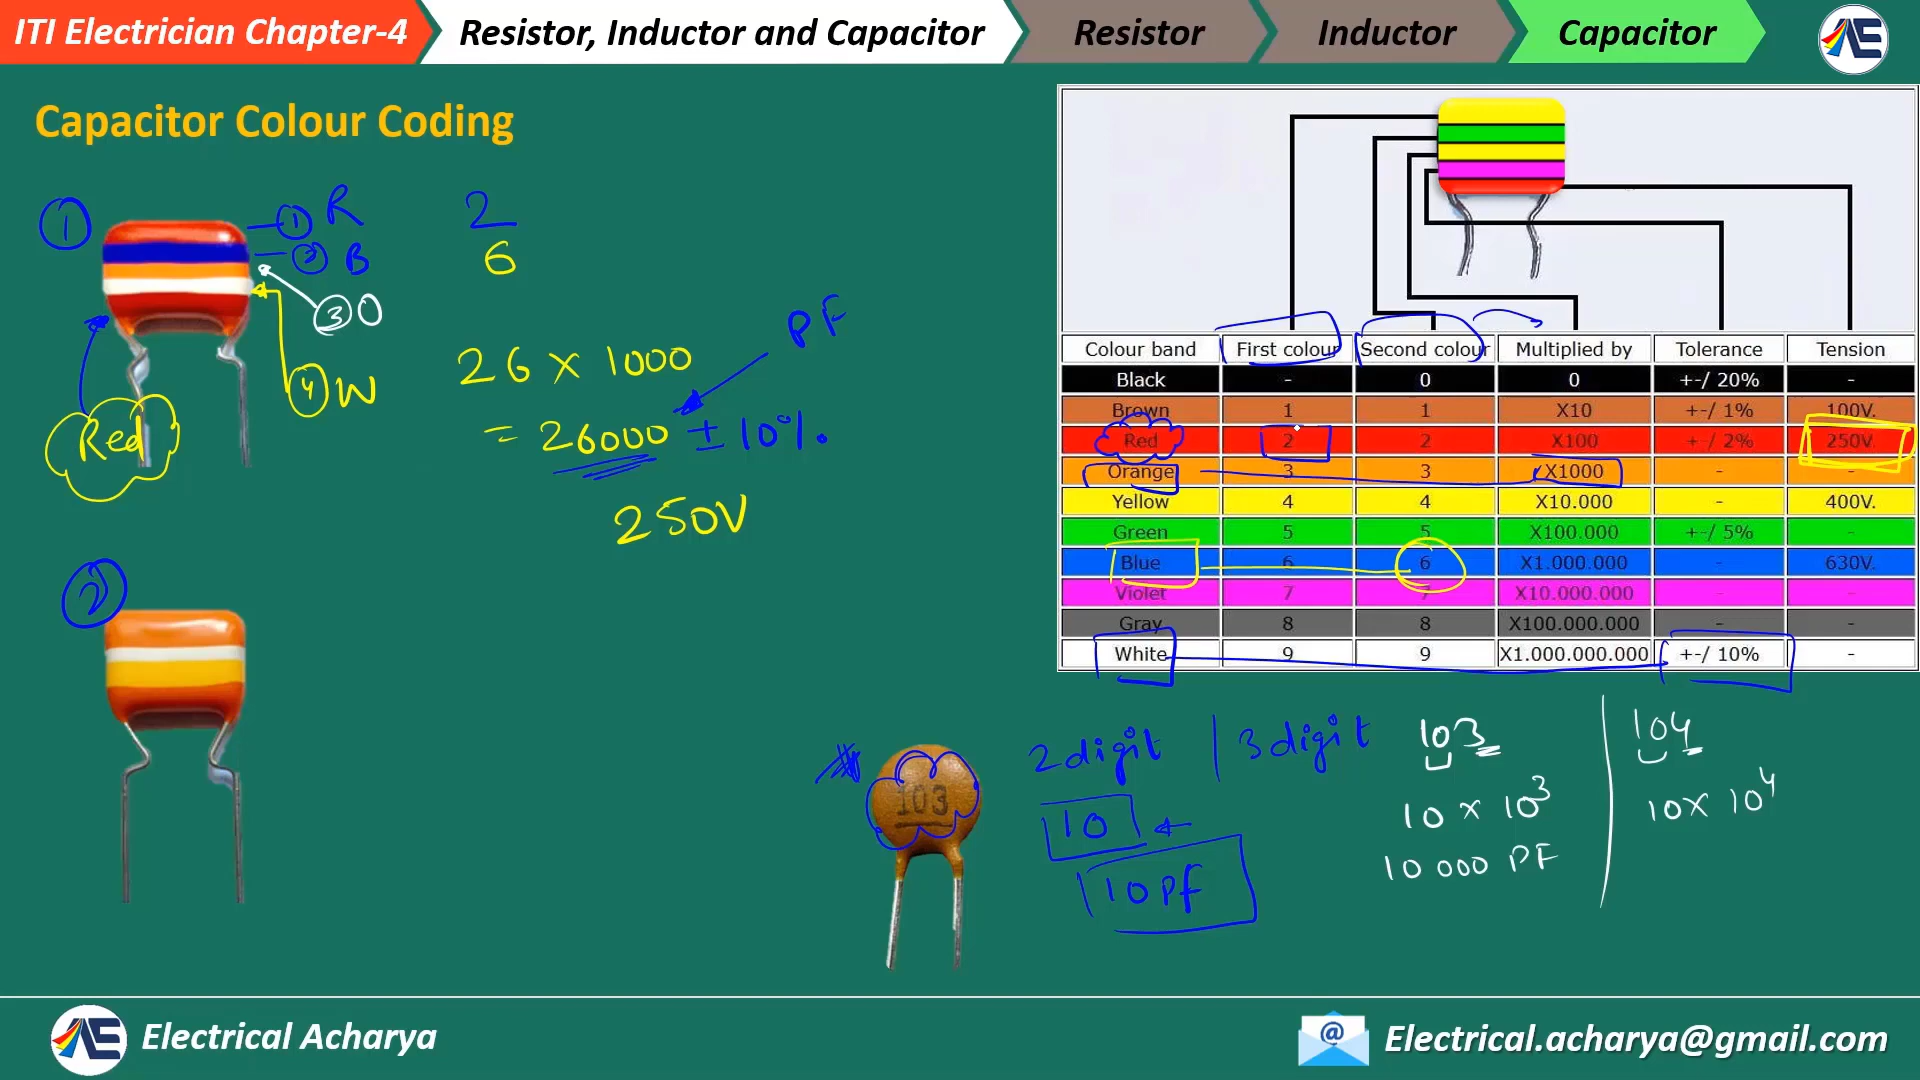 ITI Electrician Chapter-4
Resistor, Inductor and Capacitor
Resistor
Inductor
Capacitor
AE
Capacitor Colour Coding
1
1 R
2 B
3 O
4 W
Red
2
6
26 x 1000
PF
= 26000 ± 10%.
250V
2
Colour band First colour Second colour Multiplied by Tolerance Tension
Black - 0 0 +-/ 20% -
Brown 1 1 X10 +-/ 1% 100V.
Red 2 2 X100 +-/ 2% 250V.
Orange 3 3 X1000 - -
Yellow 4 4 X10.000 - 400V.
Green 5 5 X100.000 +-/ 5% -
Blue 6 6 X1.000.000 - 630V.
Violet 7 7 X10.000.000 - -
Gray 8 8 X100.000.000 - -
White 9 9 X1.000.000.000 +-/ 10% -
103
2 digit | 3 digit
10
10 Pf
103
10 x 10³
10 000 PF
104
10 x 10⁴
AE Electrical Acharya
@ Electrical.acharya@gmail.com